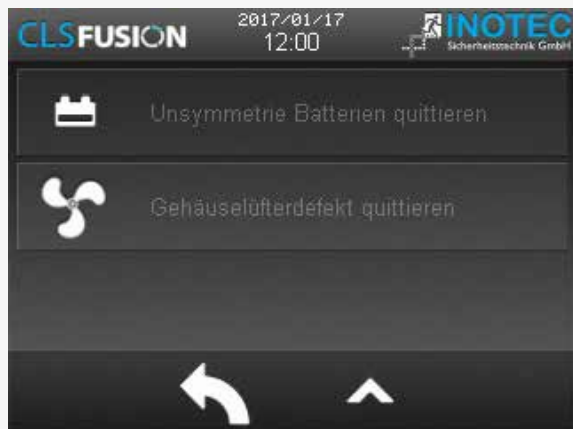 CLSFUSION
2017/01/17
12:00
INOTEC
Sicherheitstechnik GmbH
Unsymmetrie Batterien quittieren
Gehäuselüfterdefekt quittieren